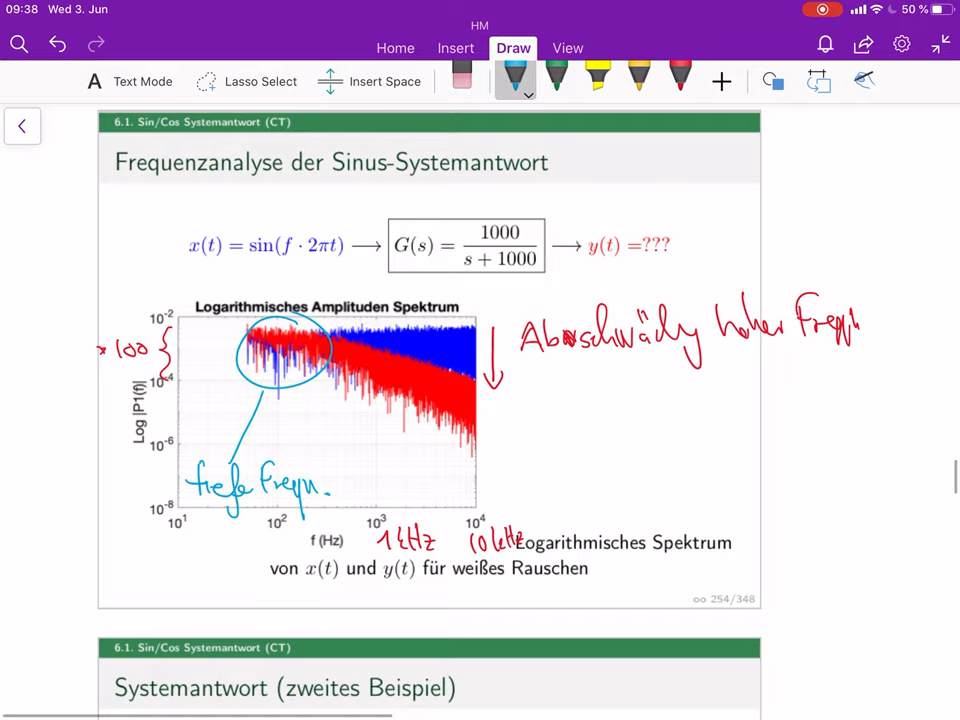 09:38 Wed 3. Jun
50 %
HM
Home Insert Draw View
A Text Mode Lasso Select Insert Space
6.1. Sin/Cos Systemantwort (CT)
Frequenzanalyse der Sinus-Systemantwort
x(t) = sin(f · 2πt) → G(s) = 1000 / (s + 1000) → y(t) =???
Logarithmisches Amplituden Spektrum
10^-2
* 100
10^-4
10^-6
10^-8
Log |P1(f)|
Abschwäch hoher Freq
tiefe Frequ.
10^1 10^2 10^3 10^4
f (Hz)
1 kHz 10 kHz
Logarithmisches Spektrum
von x(t) und y(t) für weißes Rauschen
254/348
6.1. Sin/Cos Systemantwort (CT)
Systemantwort (zweites Beispiel)